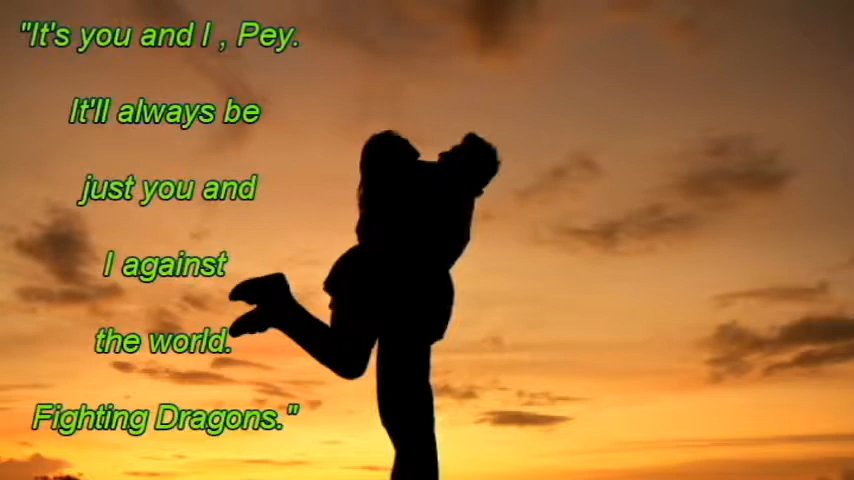 "It's you and I , Pey.
It'll always be
just you and
I against
the world.
Fighting Dragons."